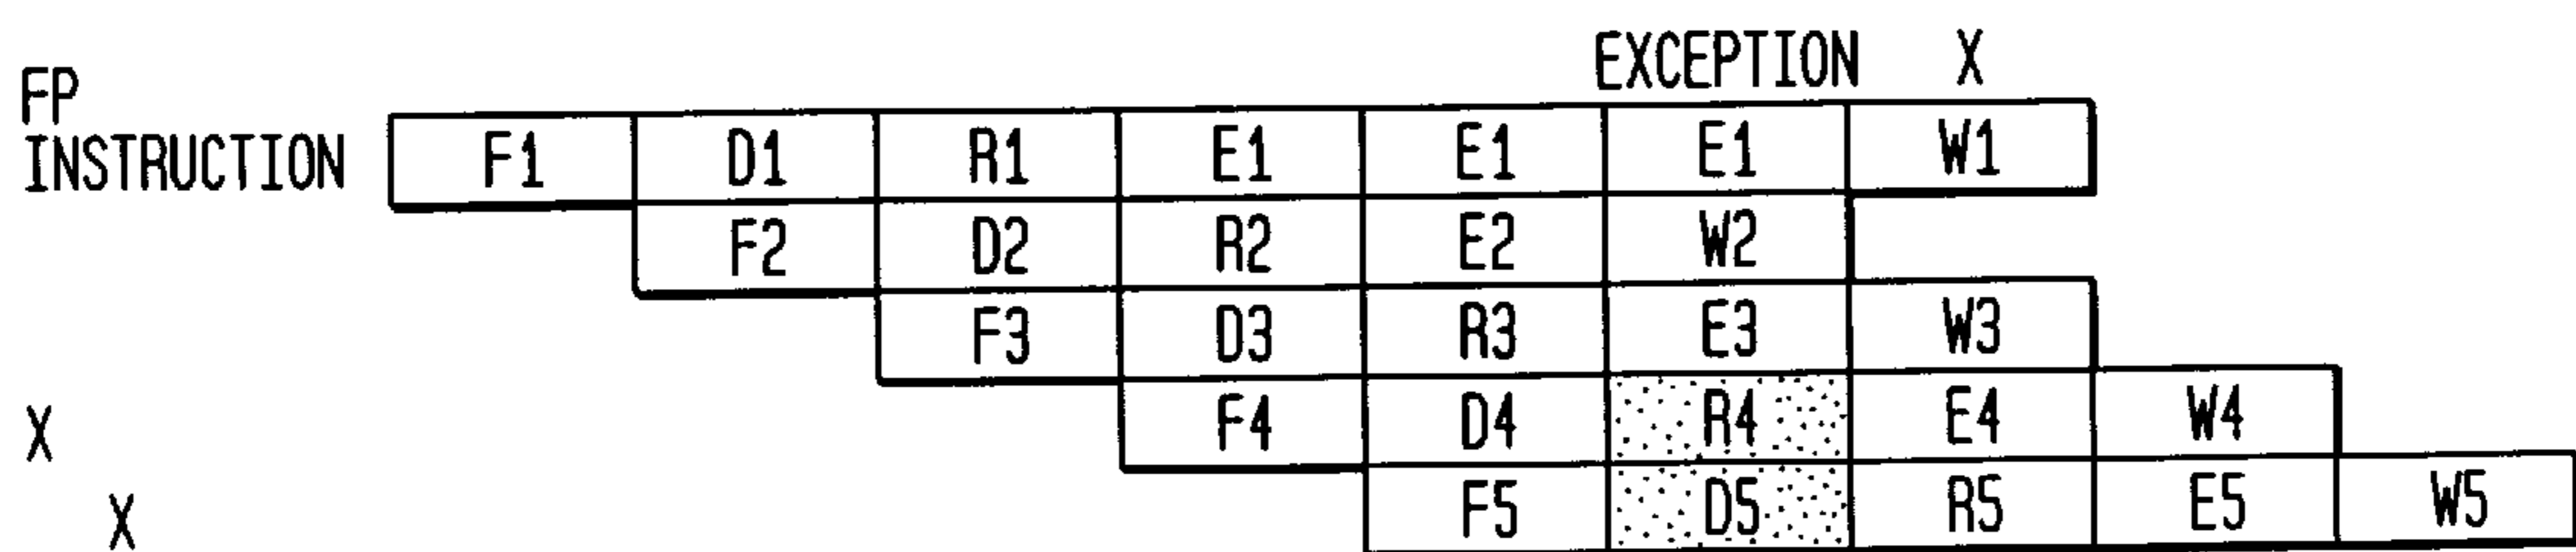 EXCEPTION X
FP
INSTRUCTION F1 D1 R1 E1 E1 E1 W1
F2 D2 R2 E2 W2
F3 D3 R3 E3 W3
X F4 D4 R4 E4 W4
X F5 D5 R5 E5 W5